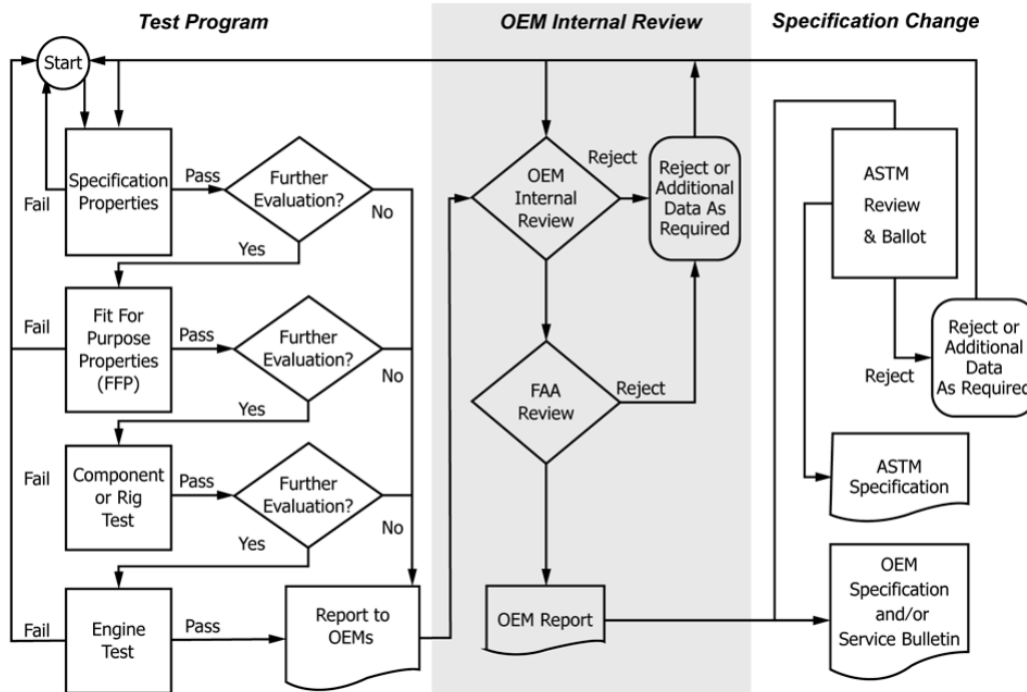 Test Program
OEM Internal Review
Specification Change
Start
Specification
Properties
Fail
Pass
Further
Evaluation?
No
Yes
Fit For
Purpose
Properties
(FFP)
Fail
Pass
Further
Evaluation?
No
Yes
Component
or Rig
Test
Fail
Pass
Further
Evaluation?
No
Yes
Engine
Test
Fail
Pass
Report to
OEMs
OEM
Internal
Review
Reject
Reject or
Additional
Data As
Required
FAA
Review
Reject
OEM Report
ASTM
Review
& Ballot
Reject
Reject or
Additional
Data
As Required
ASTM
Specification
OEM
Specification
and/or
Service Bulletin